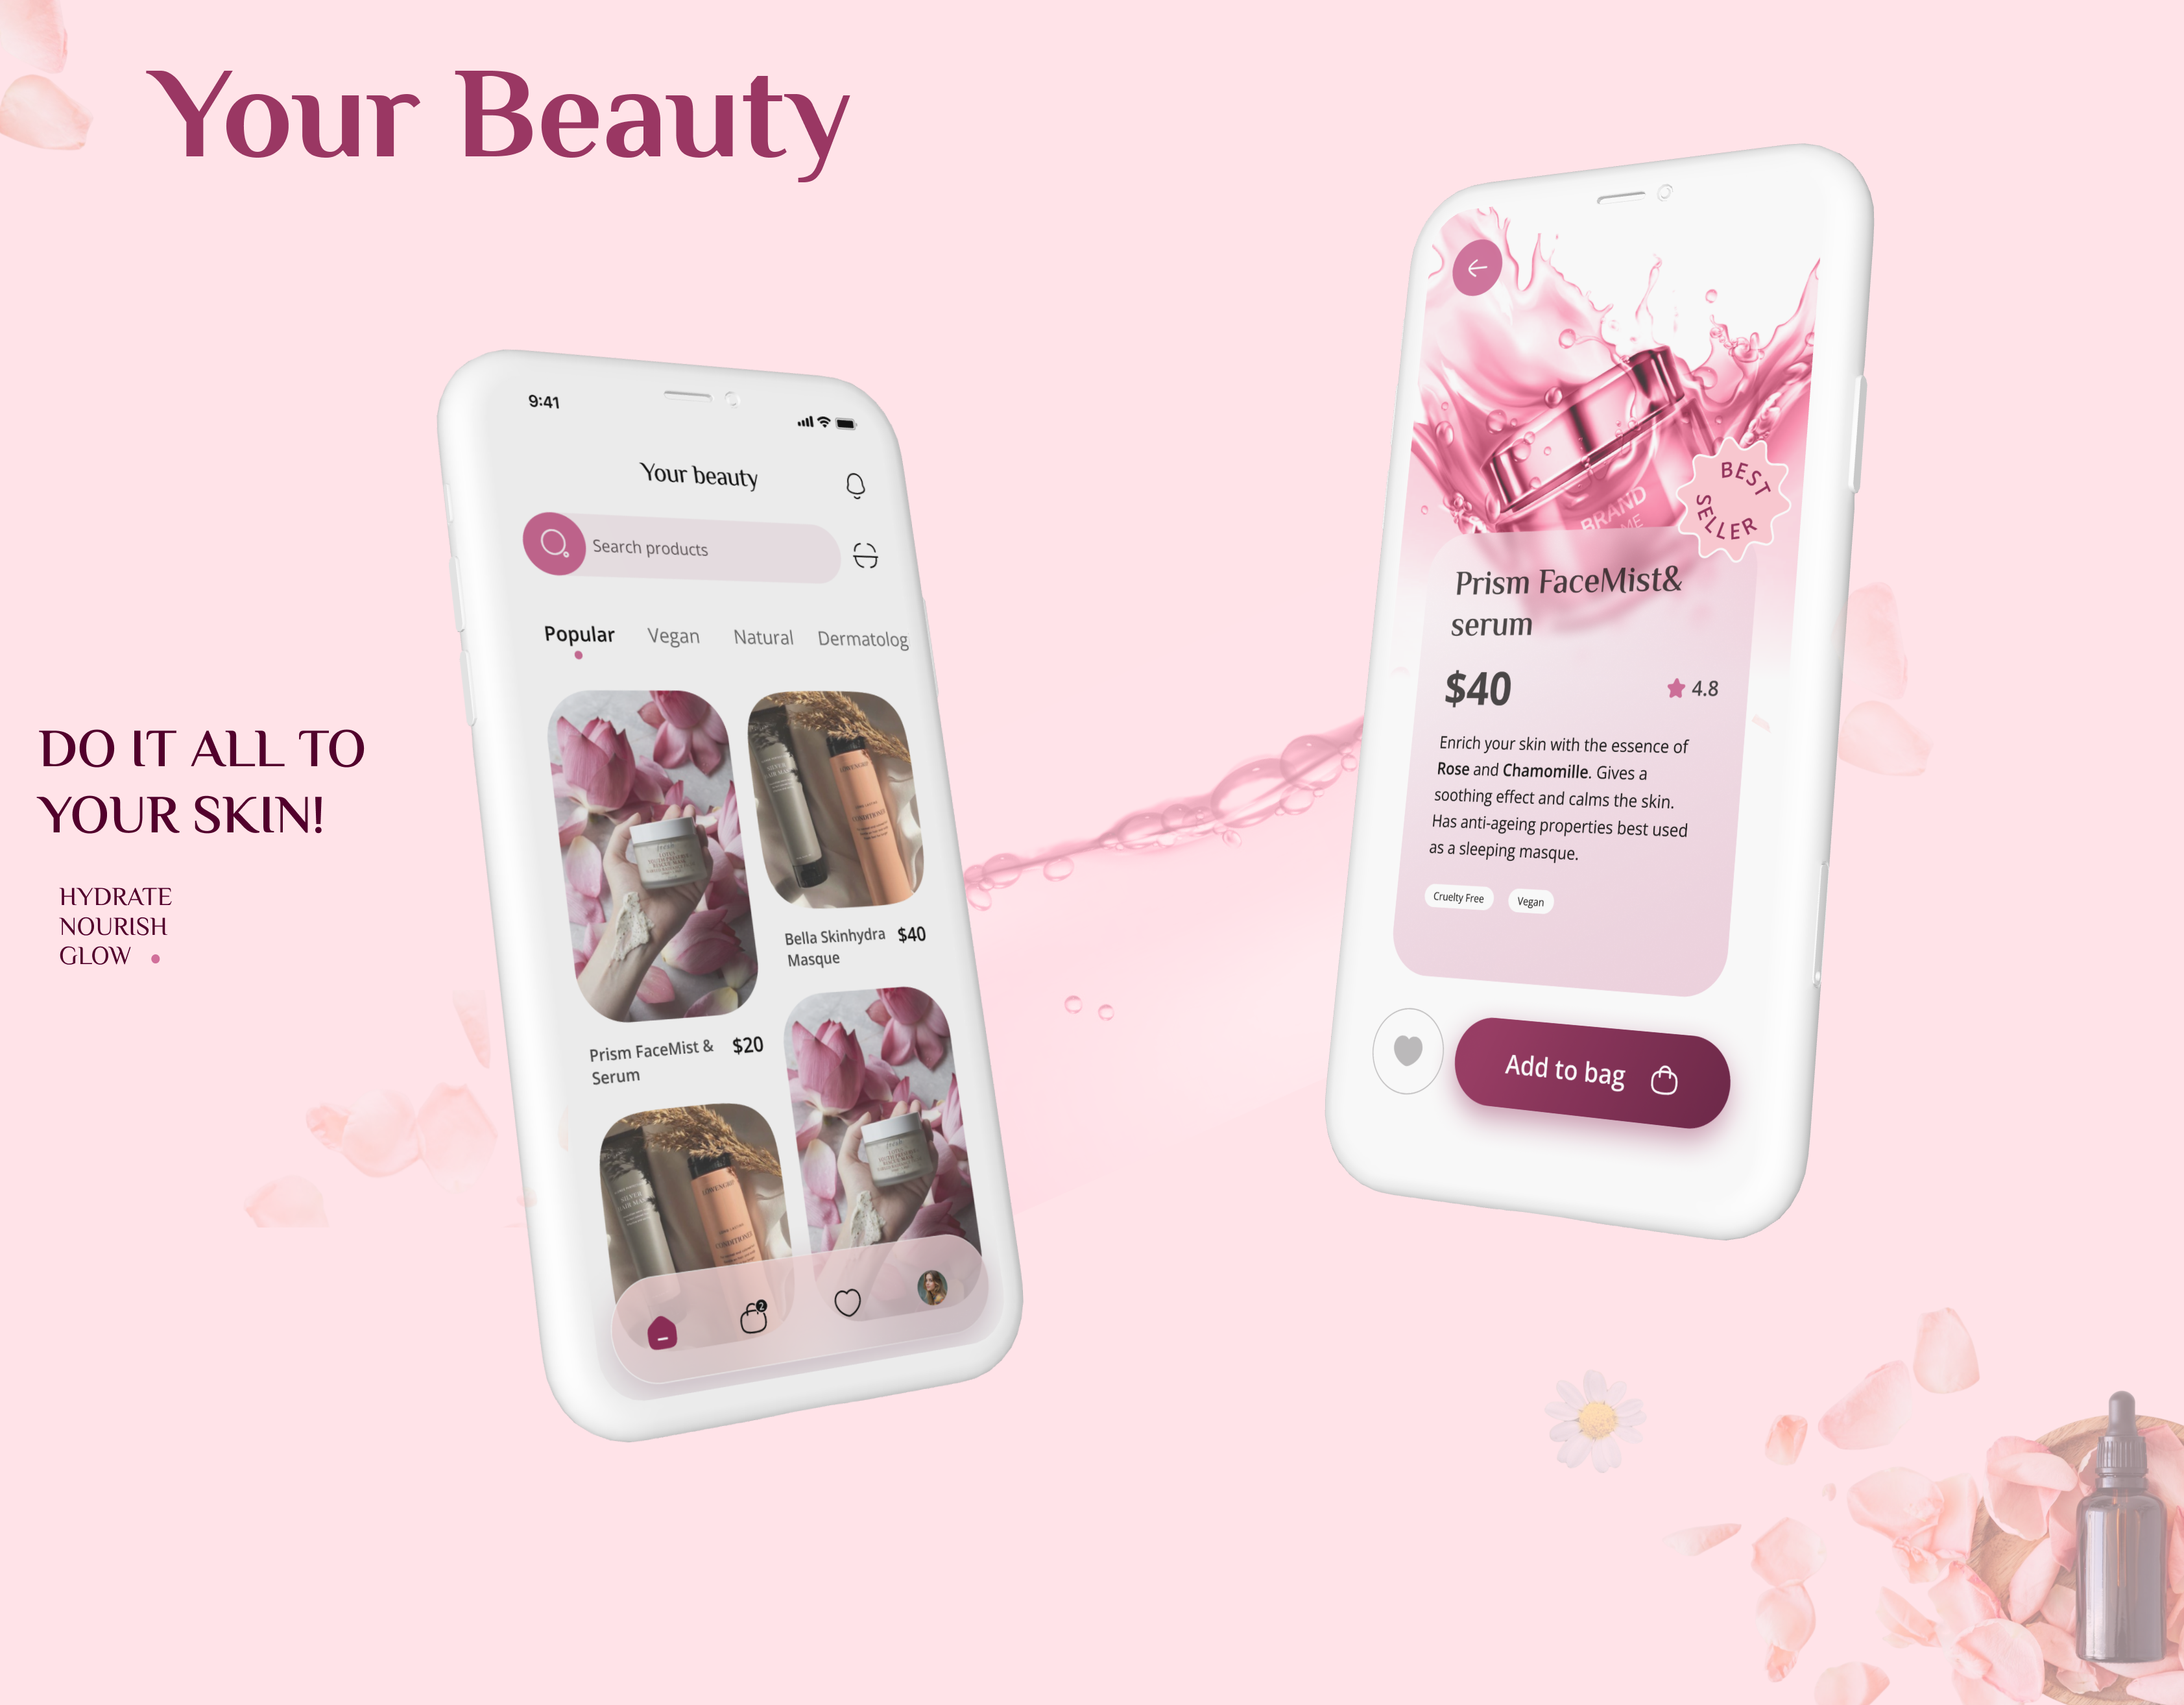 Your Beauty
DO IT ALL TO
YOUR SKIN!
HYDRATE
NOURISH
GLOW
9:41
Your beauty
Search products
Popular Vegan Natural Dermatolog
Bella Skinhydra $40
Masque
Prism FaceMist & $20
Serum
CONDITIONER
2
BRAND
BEST
SELLER
Prism FaceMist&
serum
$40
4.8
Enrich your skin with the essence of
Rose and Chamomille. Gives a
soothing effect and calms the skin.
Has anti-ageing properties best used
as a sleeping masque.
Cruelty Free Vegan
Add to bag